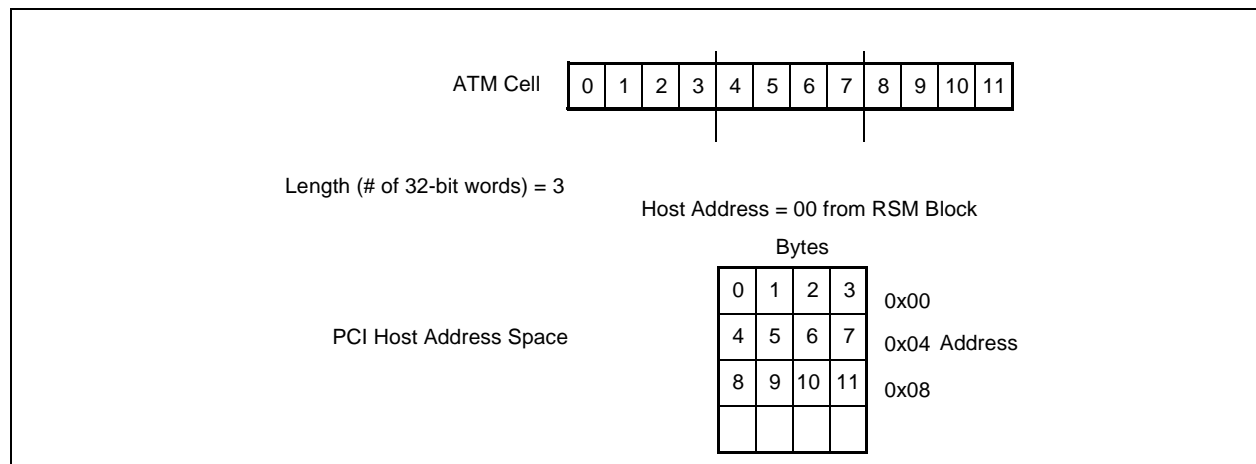 ATM Cell 0 1 2 3 4 5 6 7 8 9 10 11
Length (# of 32-bit words) = 3
Host Address = 00 from RSM Block
Bytes
0 1 2 3 0x00
PCI Host Address Space 4 5 6 7 0x04 Address
8 9 10 11 0x08